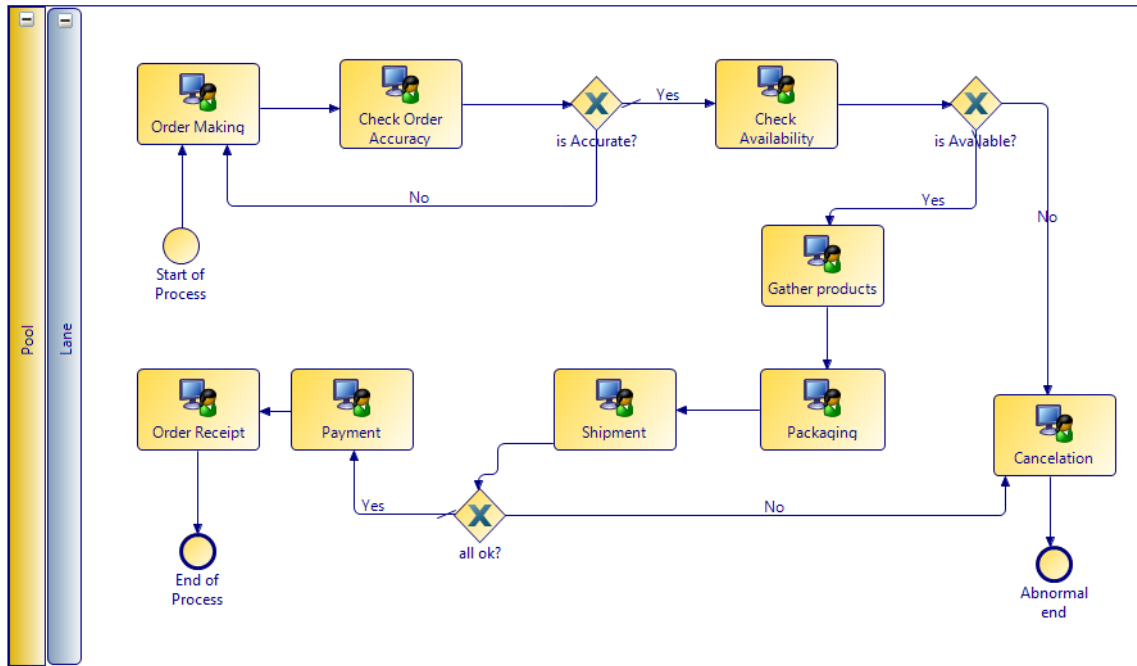 Pool
Lane
Order Making
Check Order
Accuracy
is Accurate?
Yes
Check
Availability
is Available?
No
Yes
No
Start of
Process
Gather products
Order Receipt
Payment
Shipment
Packaging
Cancelation
Yes
No
all ok?
End of
Process
Abnormal
end